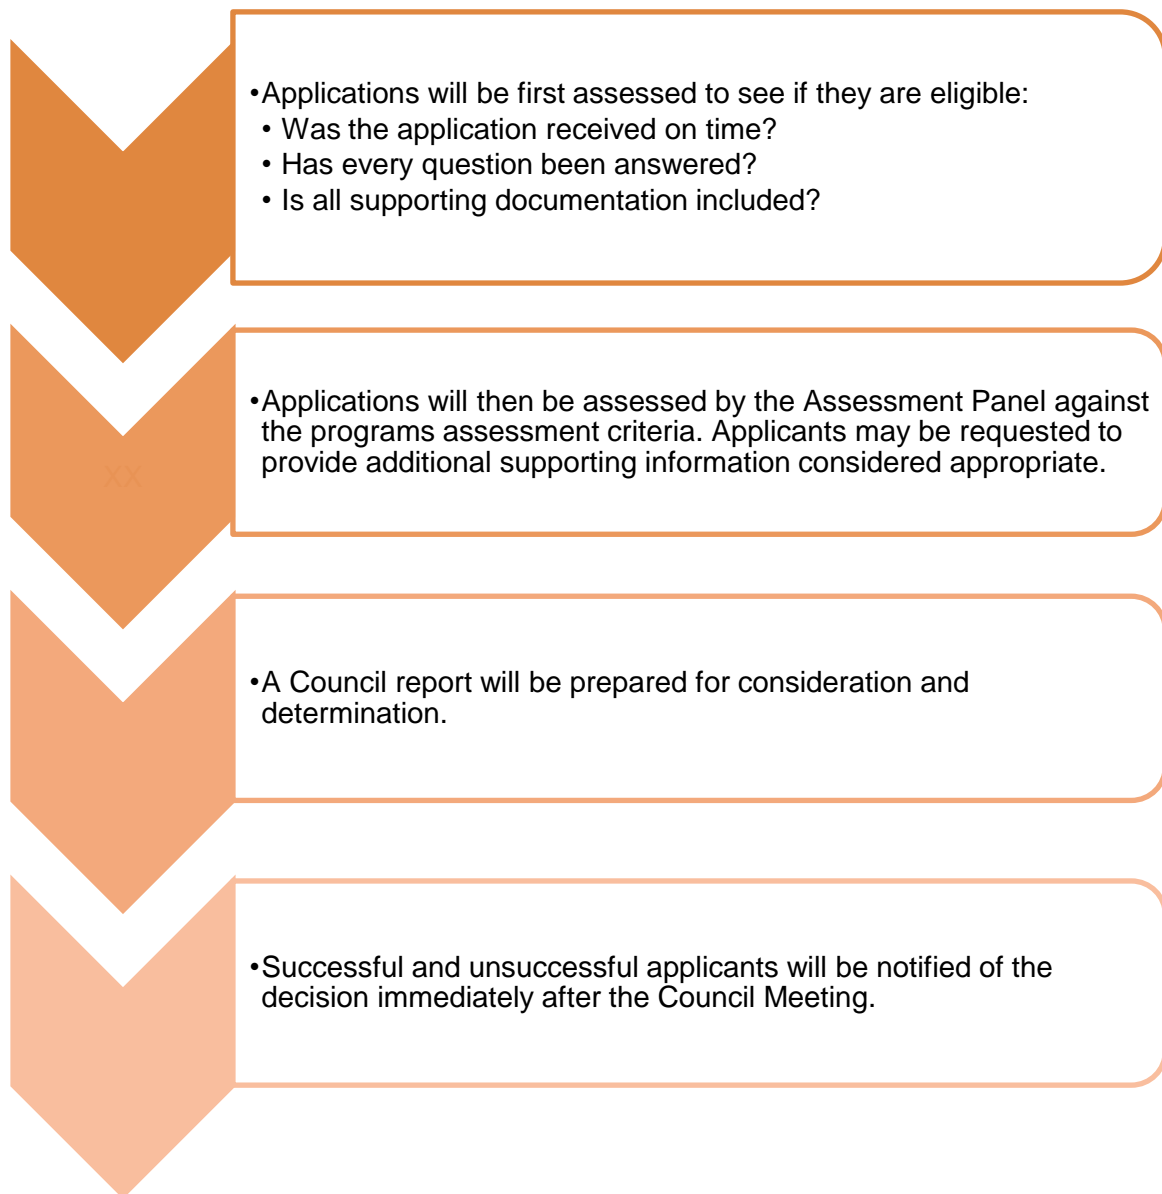 •Applications will be first assessed to see if they are eligible:
• Was the application received on time?
• Has every question been answered?
• Is all supporting documentation included?
xx
•Applications will then be assessed by the Assessment Panel against
the programs assessment criteria. Applicants may be requested to
provide additional supporting information considered appropriate.
•A Council report will be prepared for consideration and
determination.
•Successful and unsuccessful applicants will be notified of the
decision immediately after the Council Meeting.